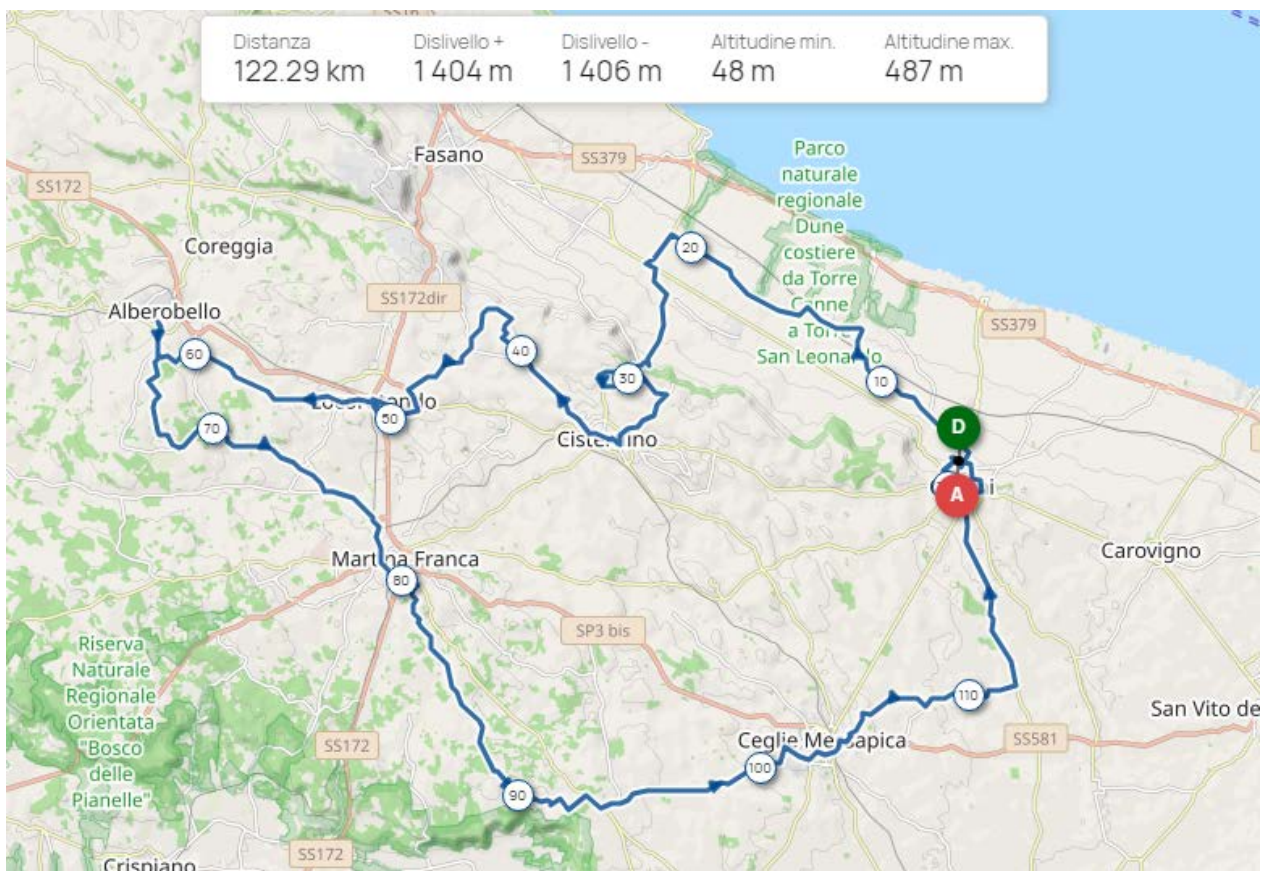 SS16
Distanza Dislivello + Dislivello - Altitudine min. Altitudine max.
122.29 km 1 404 m 1 406 m 48 m 487 m
Fasano
SS379
SS172
Parco
naturale
regionale
Dune
costiere
da Torre
Canne
a Torre
San Leonardo
Coreggia
20
SS172dir
Alberobello
SS379
60
40
30
10
50
70
D
Cisternino
A
Carovigno
Martina Franca
80
SP3 bis
Riserva
Naturale
Regionale
Orientata
"Bosco
delle
Pianelle"
110
San Vito de
SS172
Ceglie Messapica
SS581
100
90
SS172
Crispiano